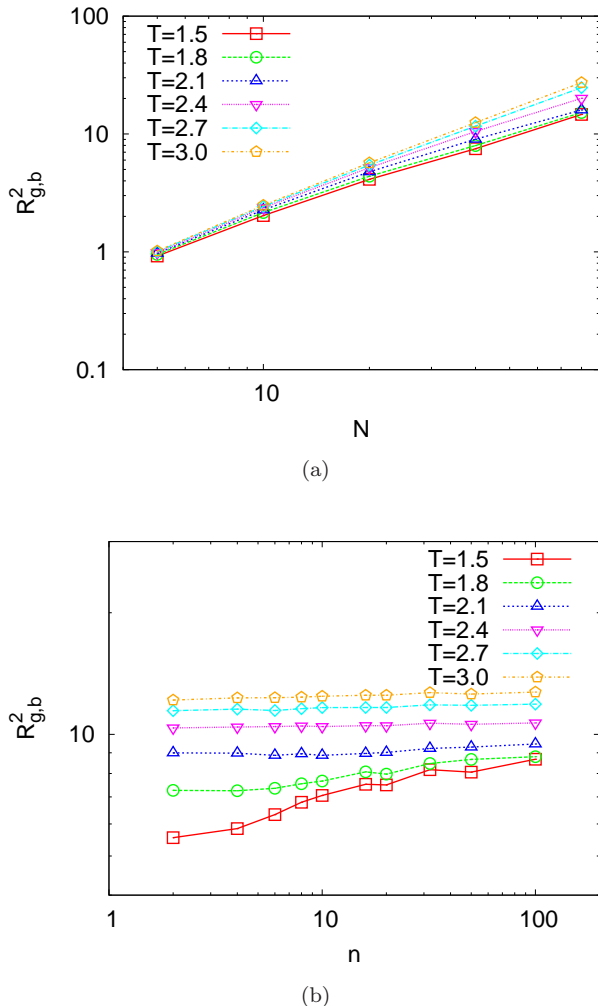 100
10
1
0.1
R²g,b
T=1.5
T=1.8
T=2.1
T=2.4
T=2.7
T=3.0
10
N
(a)
T=1.5
T=1.8
T=2.1
T=2.4
T=2.7
T=3.0
10
R²g,b
1 10 100
n
(b)